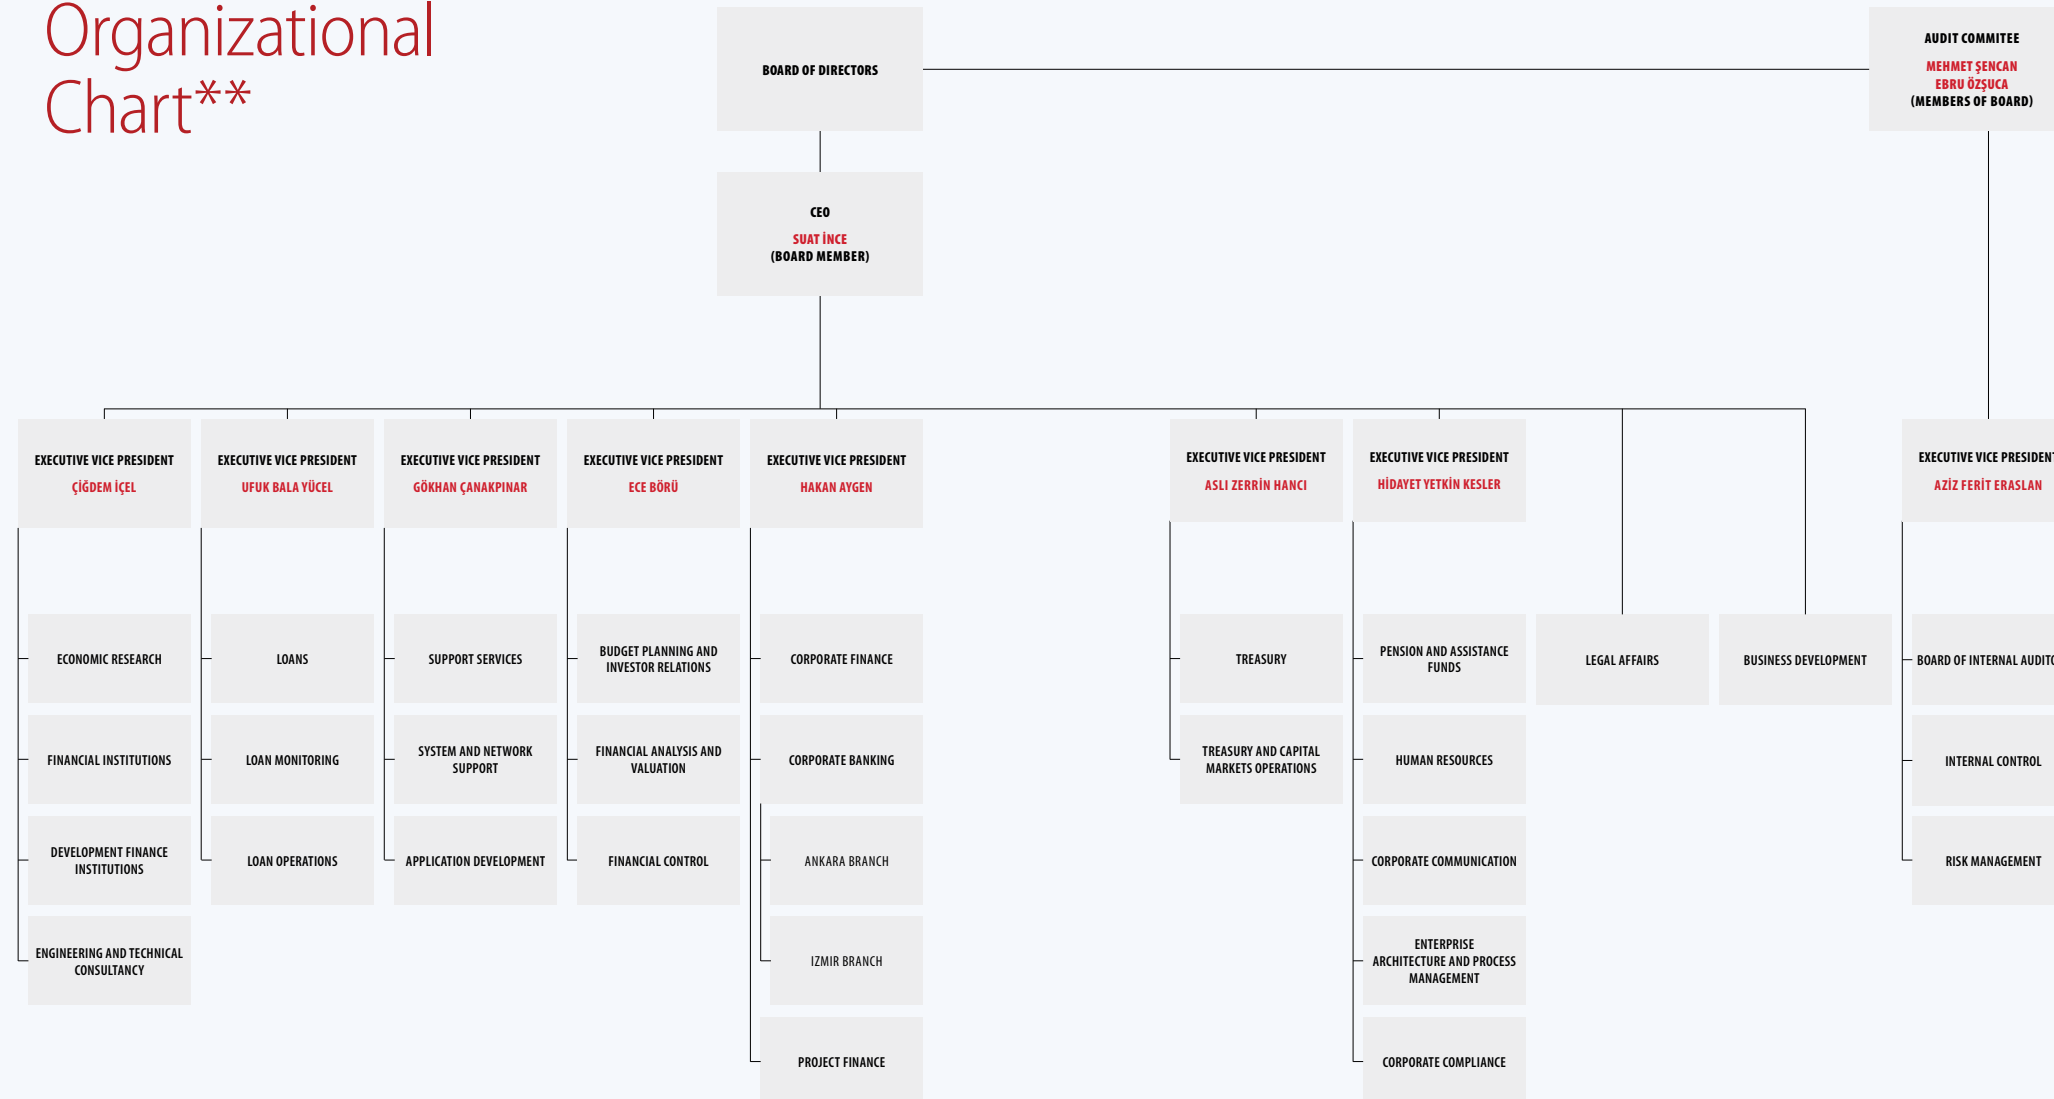 Organizational
Chart**
BOARD OF DIRECTORS
AUDIT COMMITEE
MEHMET ŞENCAN
EBRU ÖZŞUCA
(MEMBERS OF BOARD)
CEO
SUAT İNCE
(BOARD MEMBER)
EXECUTIVE VICE PRESIDENT
ÇİĞDEM İÇEL
EXECUTIVE VICE PRESIDENT
UFUK BALA YÜCEL
EXECUTIVE VICE PRESIDENT
GÖKHAN ÇANAKPINAR
EXECUTIVE VICE PRESIDENT
ECE BÖRÜ
EXECUTIVE VICE PRESIDENT
HAKAN AYGEN
EXECUTIVE VICE PRESIDENT
ASLI ZERRİN HANCI
EXECUTIVE VICE PRESIDENT
HİDAYET YETKİN KESLER
EXECUTIVE VICE PRESIDENT
AZİZ FERİT ERASLAN
ECONOMIC RESEARCH
LOANS
SUPPORT SERVICES
BUDGET PLANNING AND
INVESTOR RELATIONS
CORPORATE FINANCE
TREASURY
PENSION AND ASSISTANCE
FUNDS
LEGAL AFFAIRS
BUSINESS DEVELOPMENT
BOARD OF INTERNAL AUDITO
FINANCIAL INSTITUTIONS
LOAN MONITORING
SYSTEM AND NETWORK
SUPPORT
FINANCIAL ANALYSIS AND
VALUATION
CORPORATE BANKING
TREASURY AND CAPITAL
MARKETS OPERATIONS
HUMAN RESOURCES
INTERNAL CONTROL
DEVELOPMENT FINANCE
INSTITUTIONS
LOAN OPERATIONS
APPLICATION DEVELOPMENT
FINANCIAL CONTROL
ANKARA BRANCH
CORPORATE COMMUNICATION
RISK MANAGEMENT
ENGINEERING AND TECHNICAL
CONSULTANCY
IZMIR BRANCH
ENTERPRISE
ARCHITECTURE AND PROCESS
MANAGEMENT
PROJECT FINANCE
CORPORATE COMPLIANCE